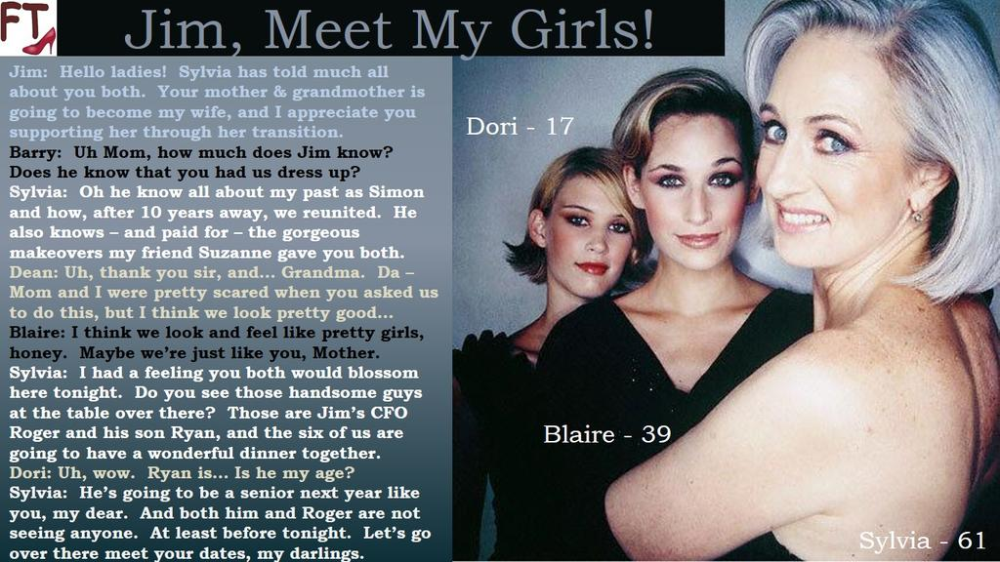 FT
Jim, Meet My Girls!
Jim:  Hello ladies!  Sylvia has told much all
about you both.  Your mother & grandmother is
going to become my wife, and I appreciate you
supporting her through her transition.
Barry:  Uh Mom, how much does Jim know?
Does he know that you had us dress up?
Sylvia:  Oh he know all about my past as Simon
and how, after 10 years away, we reunited.  He
also knows – and paid for – the gorgeous
makeovers my friend Suzanne gave you both.
Dean: Uh, thank you sir, and... Grandma.  Da –
Mom and I were pretty scared when you asked us
to do this, but I think we look pretty good...
Blaire: I think we look and feel like pretty girls,
honey.  Maybe we're just like you, Mother.
Sylvia:  I had a feeling you both would blossom
here tonight.  Do you see those handsome guys
at the table over there?  Those are Jim's CFO
Roger and his son Ryan, and the six of us are
going to have a wonderful dinner together.
Dori: Uh, wow.  Ryan is... Is he my age?
Sylvia:  He's going to be a senior next year like
you, my dear.  And both him and Roger are not
seeing anyone.  At least before tonight.  Let's go
over there meet your dates, my darlings.
Dori - 17
Blaire - 39
Sylvia - 61